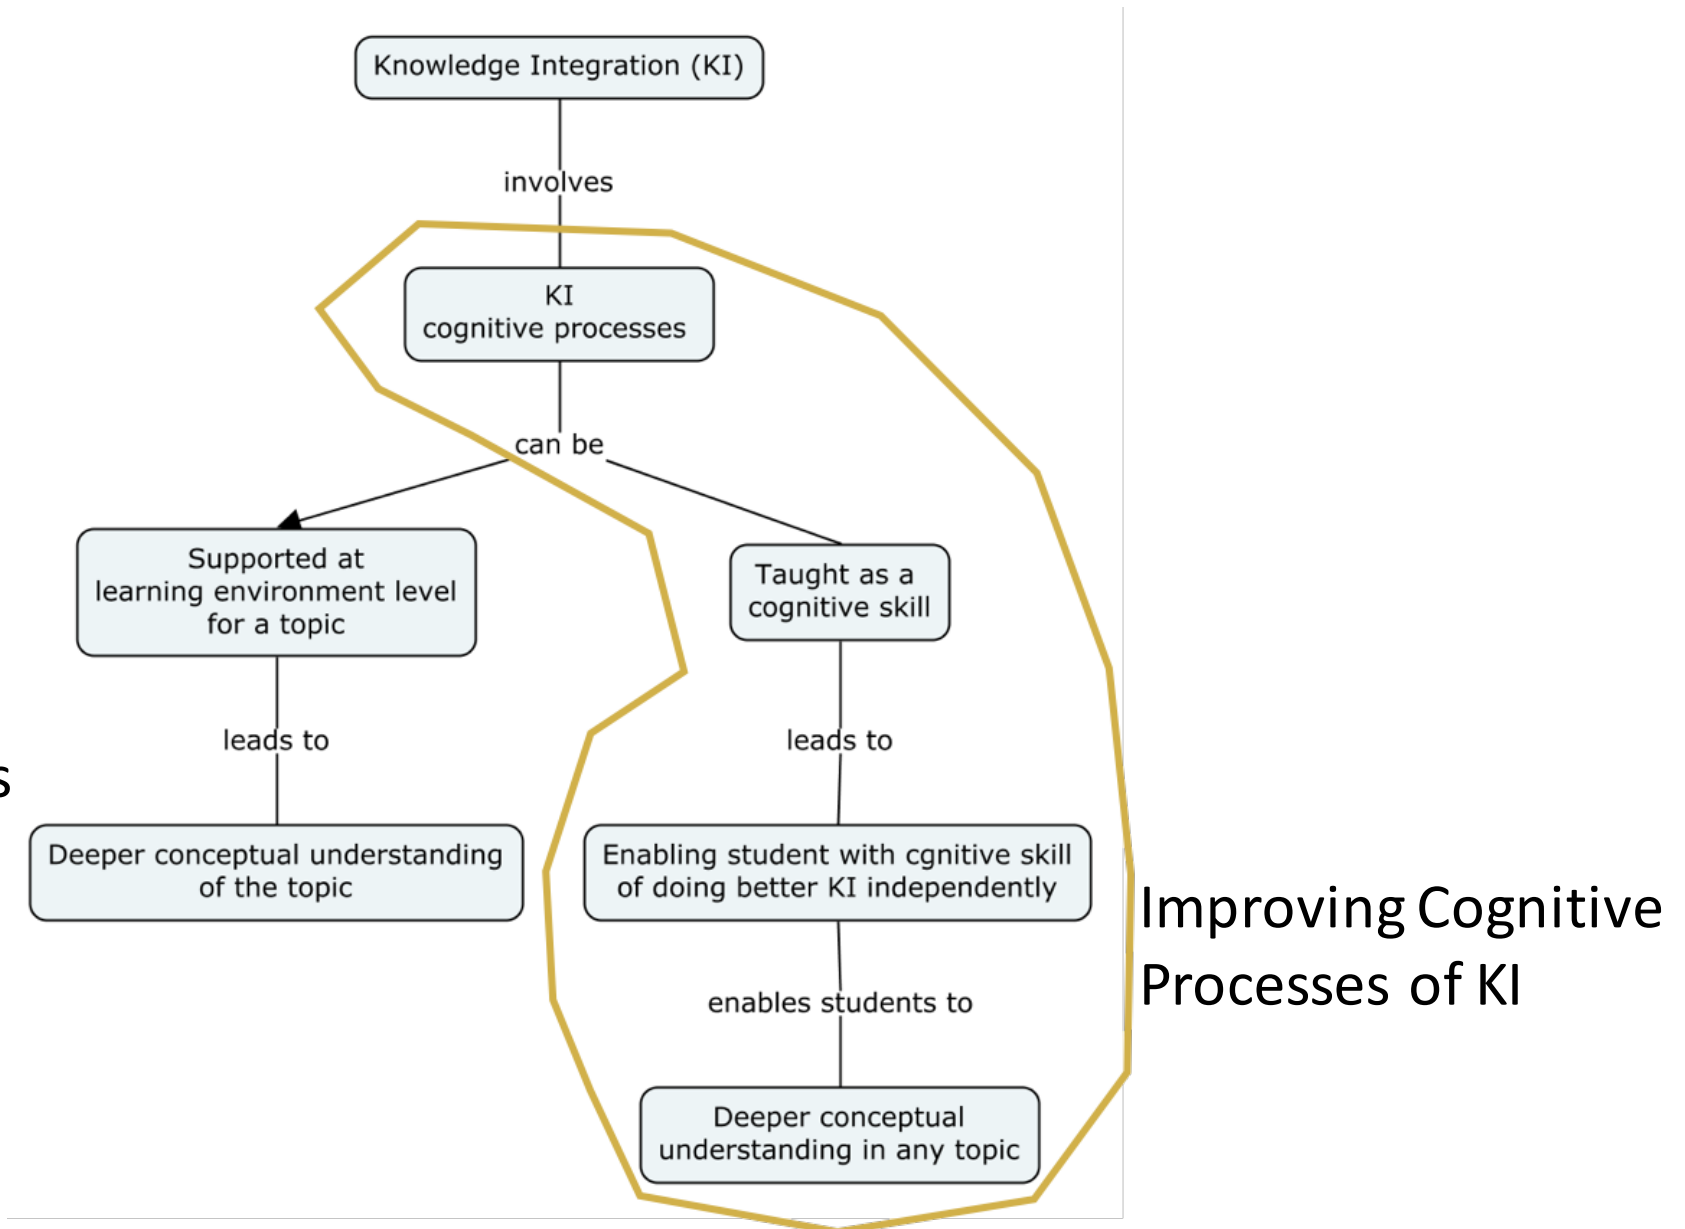 Knowledge Integration (KI)
involves
KI
cognitive processes
can be
Supported at
learning environment level
for a topic
Taught as a
cognitive skill
leads to
leads to
s
Deeper conceptual understanding
of the topic
Enabling student with cgnitive skill
of doing better KI independently
Improving Cognitive
Processes of KI
enables students to
Deeper conceptual
understanding in any topic